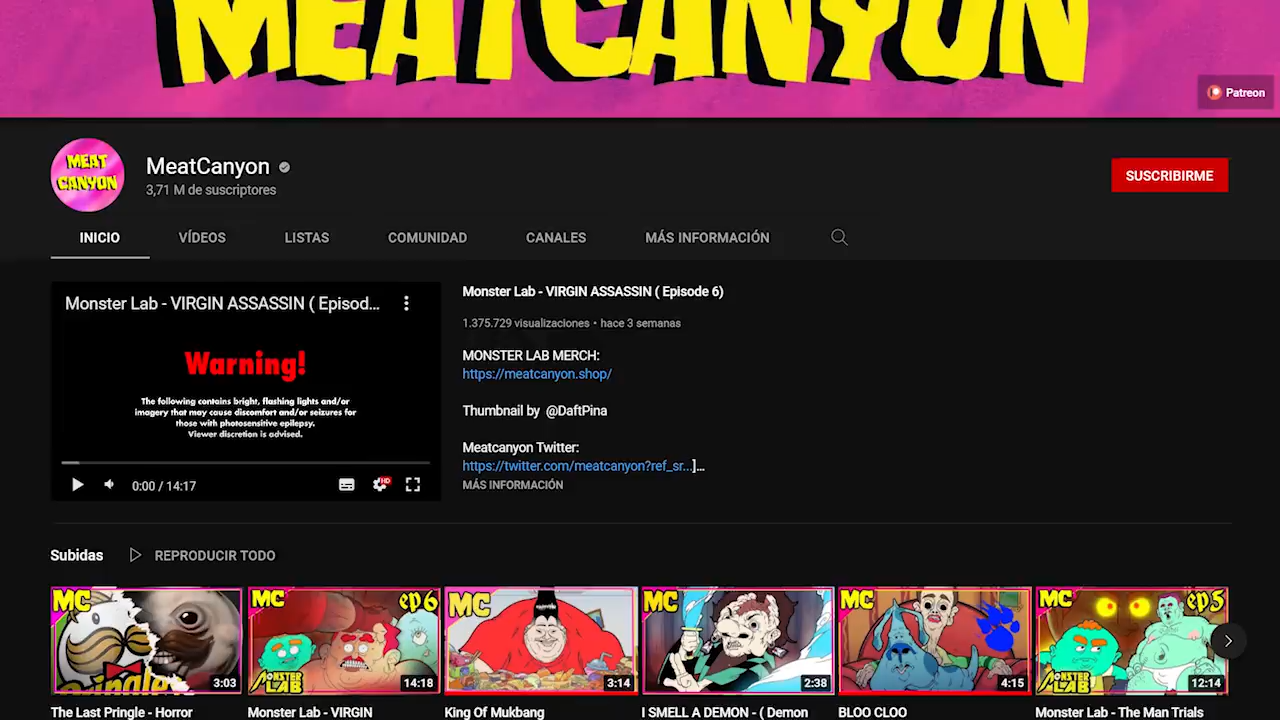 MEATCANYON
Patreon
MEAT
CANYON
MeatCanyon
3,71 M de suscriptores
SUSCRIBIRME
INICIO
VÍDEOS
LISTAS
COMUNIDAD
CANALES
MÁS INFORMACIÓN
Monster Lab - VIRGIN ASSASSIN ( Episod...
Warning!
The following contains bright, flashing lights and/or
imagery that may cause discomfort and/or seizures for
those with photosensitive epilepsy.
Viewer discretion is advised.
0:00 / 14:17
HD
Monster Lab - VIRGIN ASSASSIN ( Episode 6)
1.375.729 visualizaciones • hace 3 semanas
MONSTER LAB MERCH:
https://meatcanyon.shop/
Thumbnail by @DaftPina
Meatcanyon Twitter:
https://twitter.com/meatcanyon?ref_sr...]...
MÁS INFORMACIÓN
Subidas
REPRODUCIR TODO
MC
Pringles
3:03
MC
ep6
MONSTER
LAB
14:18
MC
3:14
MC
2:38
MC
4:15
MC
ep5
MONSTER
LAB
12:14
The Last Pringle - Horror
Monster Lab - VIRGIN
King Of Mukbang
I SMELL A DEMON - ( Demon
BLOO CLOO
Monster Lab - The Man Trials